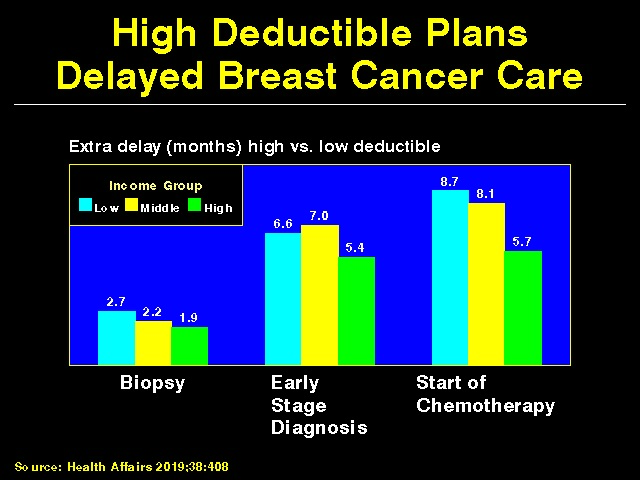 High Deductible Plans
Delayed Breast Cancer Care
Extra delay (months) high vs. low deductible
Income Group
Low Middle High
2.7
2.2
1.9
6.6
7.0
5.4
8.7
8.1
5.7
Biopsy
Early
Stage
Diagnosis
Start of
Chemotherapy
Source: Health Affairs 2019;38:408